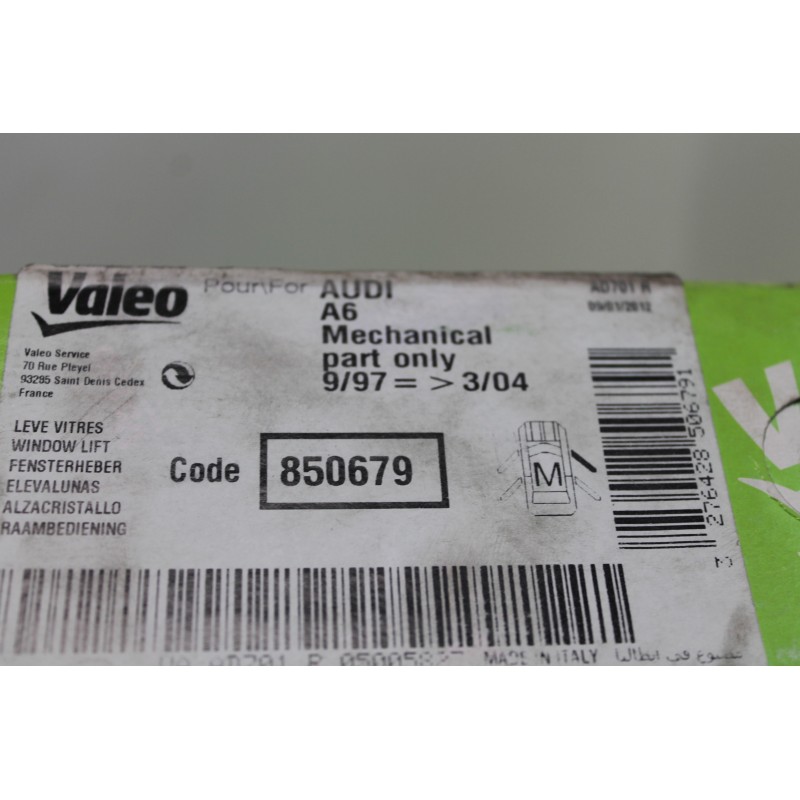 Valeo
Pour\For AUDI
A6
Mechanical
part only
9/97 = > 3/04
AD701 R
09/01/2012
Valeo Service
70 Rue Pleyel
93285 Saint Denis Cedex
France
LEVE VITRES
WINDOW LIFT
FENSTERHEBER
ELEVALUNAS
ALZACRISTALLO
RAAMBEDIENING
Code 850679
M
3 276428 506791
AD701 R
MADE IN ITALY